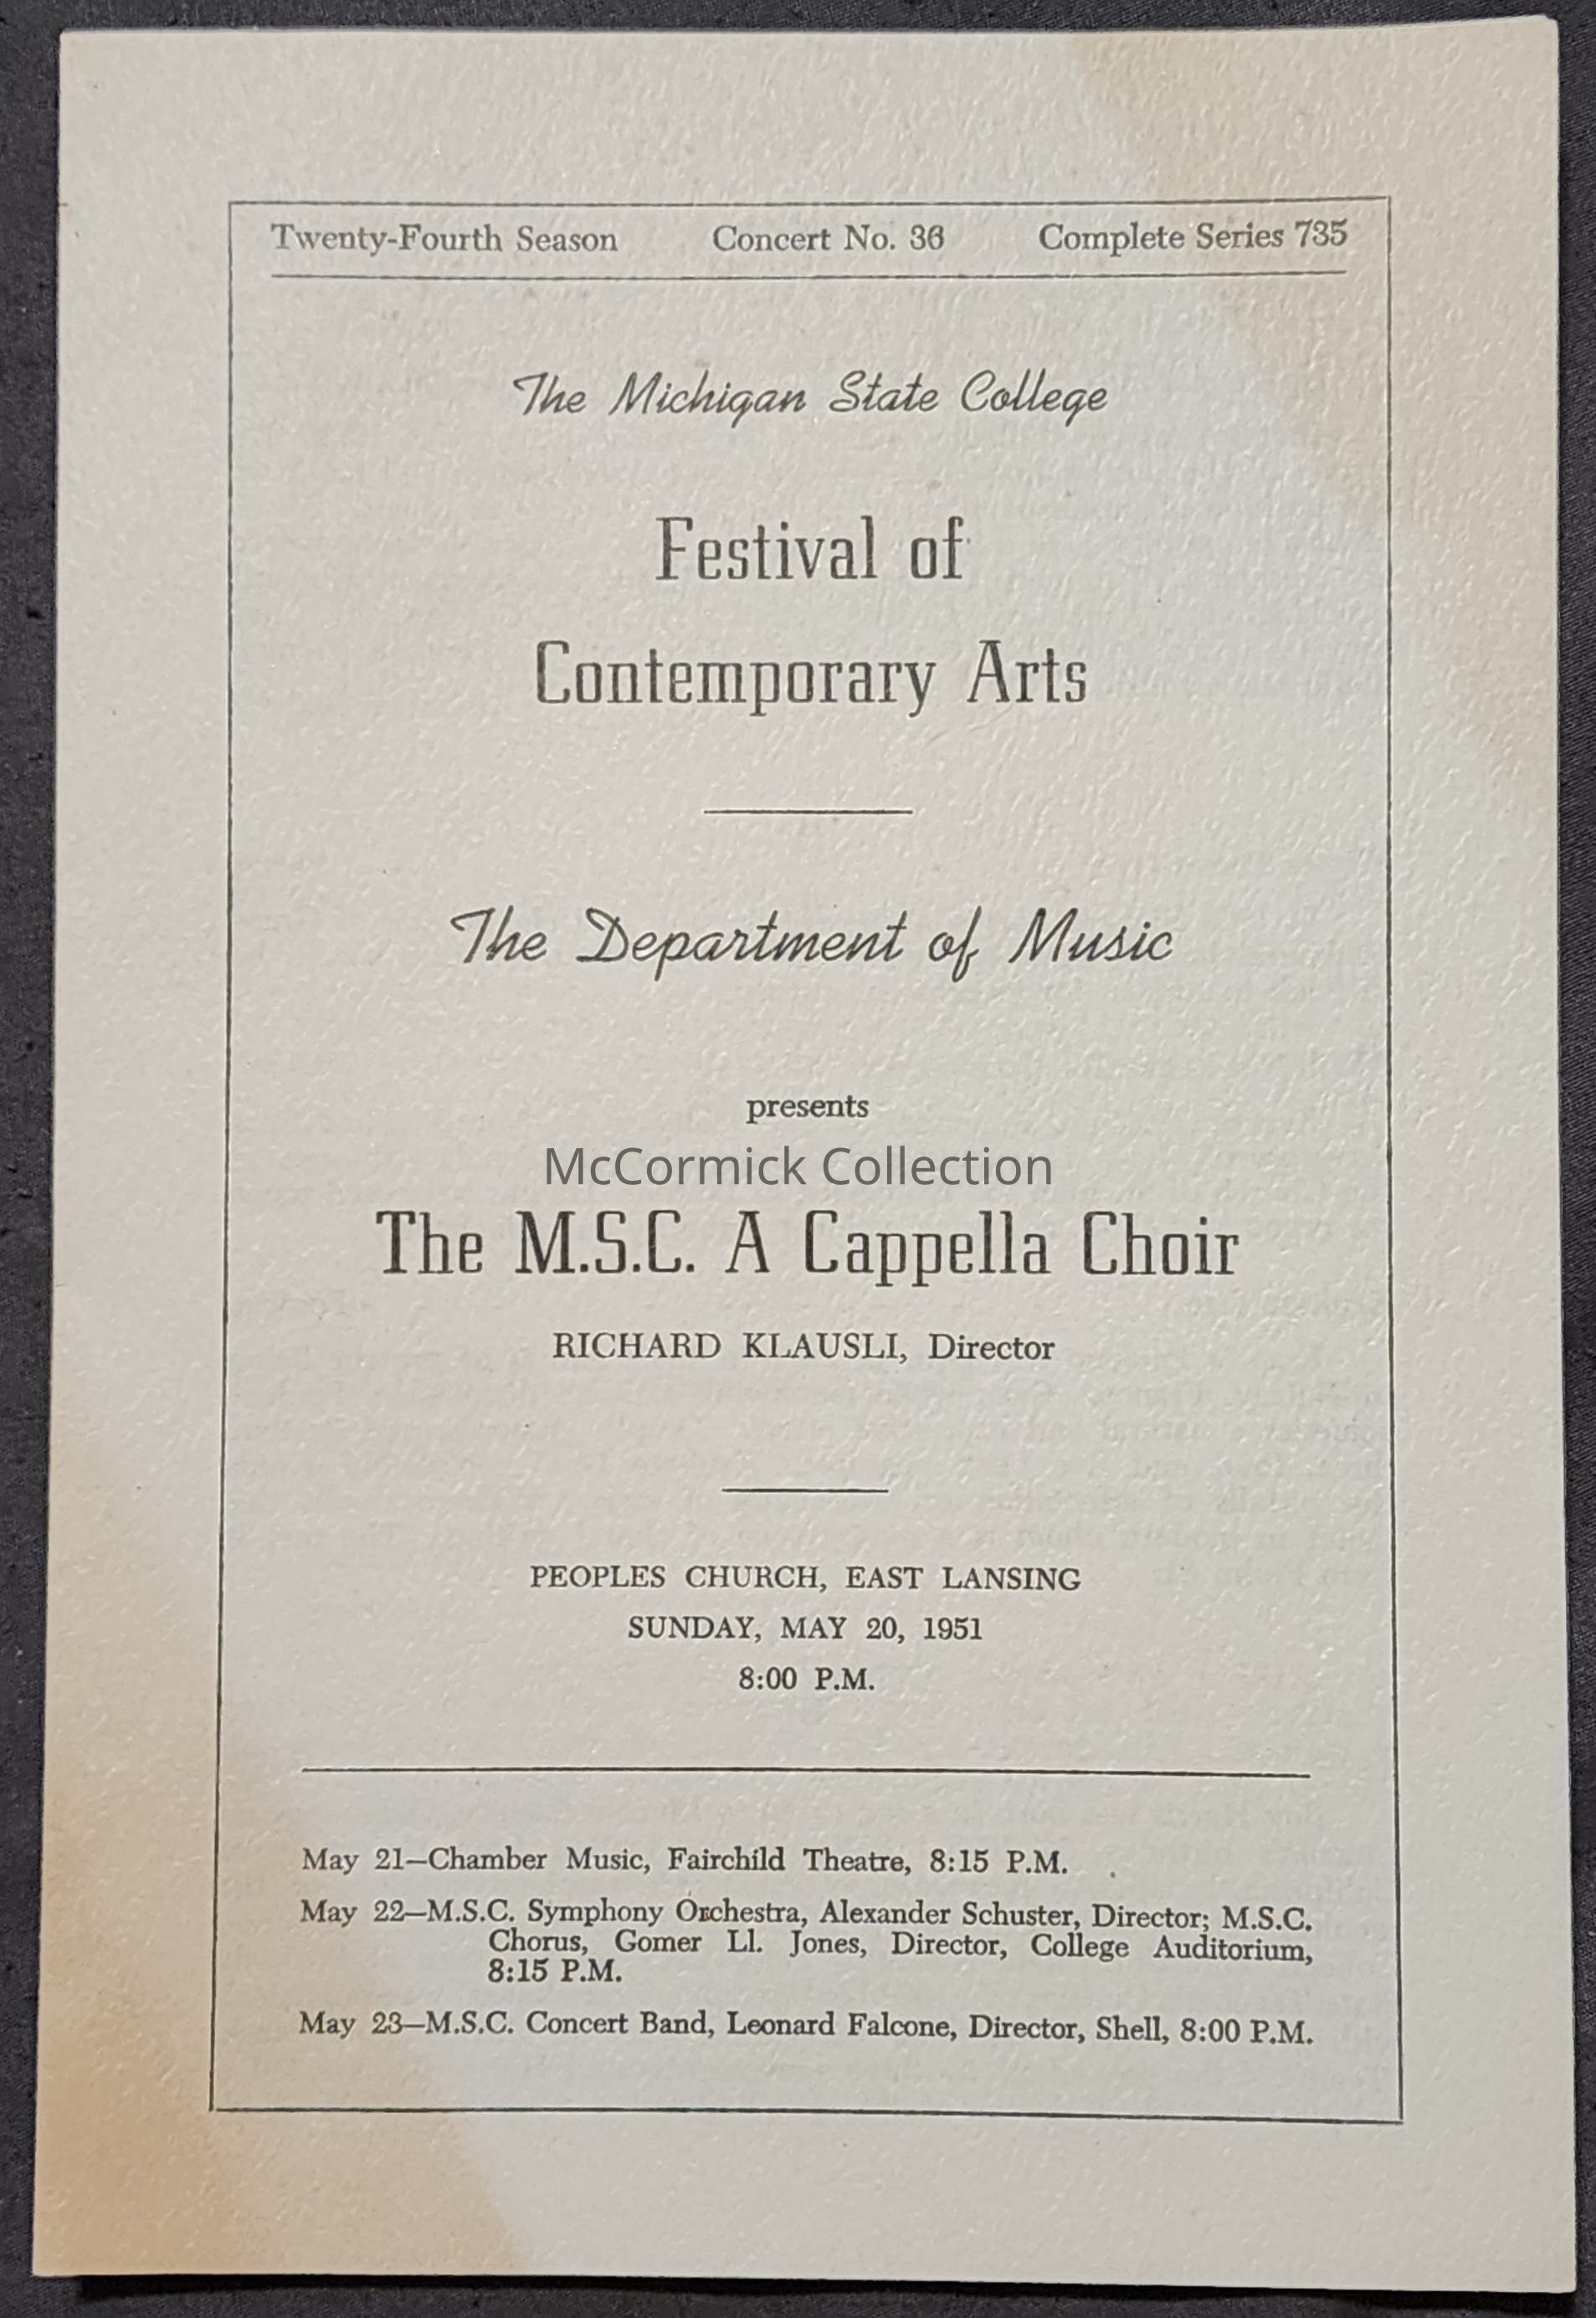 Twenty-Fourth Season Concert No. 36 Complete Series 735
The Michigan State College
Festival of
Contemporary Arts
The Department of Music
presents
McCormick Collection
The M.S.C. A Cappella Choir
RICHARD KLAUSLI, Director
PEOPLES CHURCH, EAST LANSING
SUNDAY, MAY 20, 1951
8:00 P.M.
May 21—Chamber Music, Fairchild Theatre, 8:15 P.M.
May 22—M.S.C. Symphony Orchestra, Alexander Schuster, Director; M.S.C.
Chorus, Gomer Ll. Jones, Director, College Auditorium,
8:15 P.M.
May 23—M.S.C. Concert Band, Leonard Falcone, Director, Shell, 8:00 P.M.